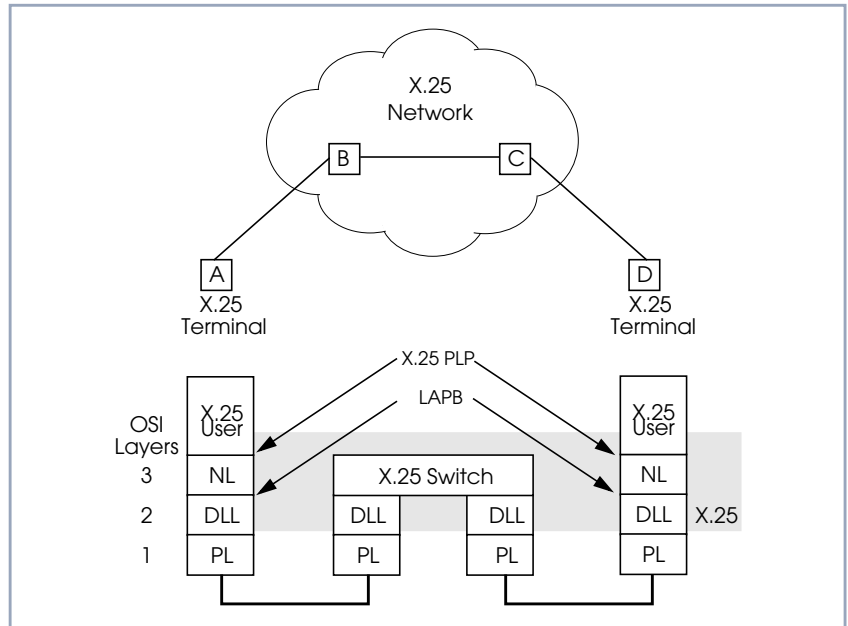 X.25
Network
B
C
A
D
X.25
Terminal
X.25
Terminal
X.25 PLP
LAPB
OSI
Layers
X.25
User
X.25
User
3
NL
X.25 Switch
NL
2
DLL
DLL
DLL
DLL
X.25
1
PL
PL
PL
PL